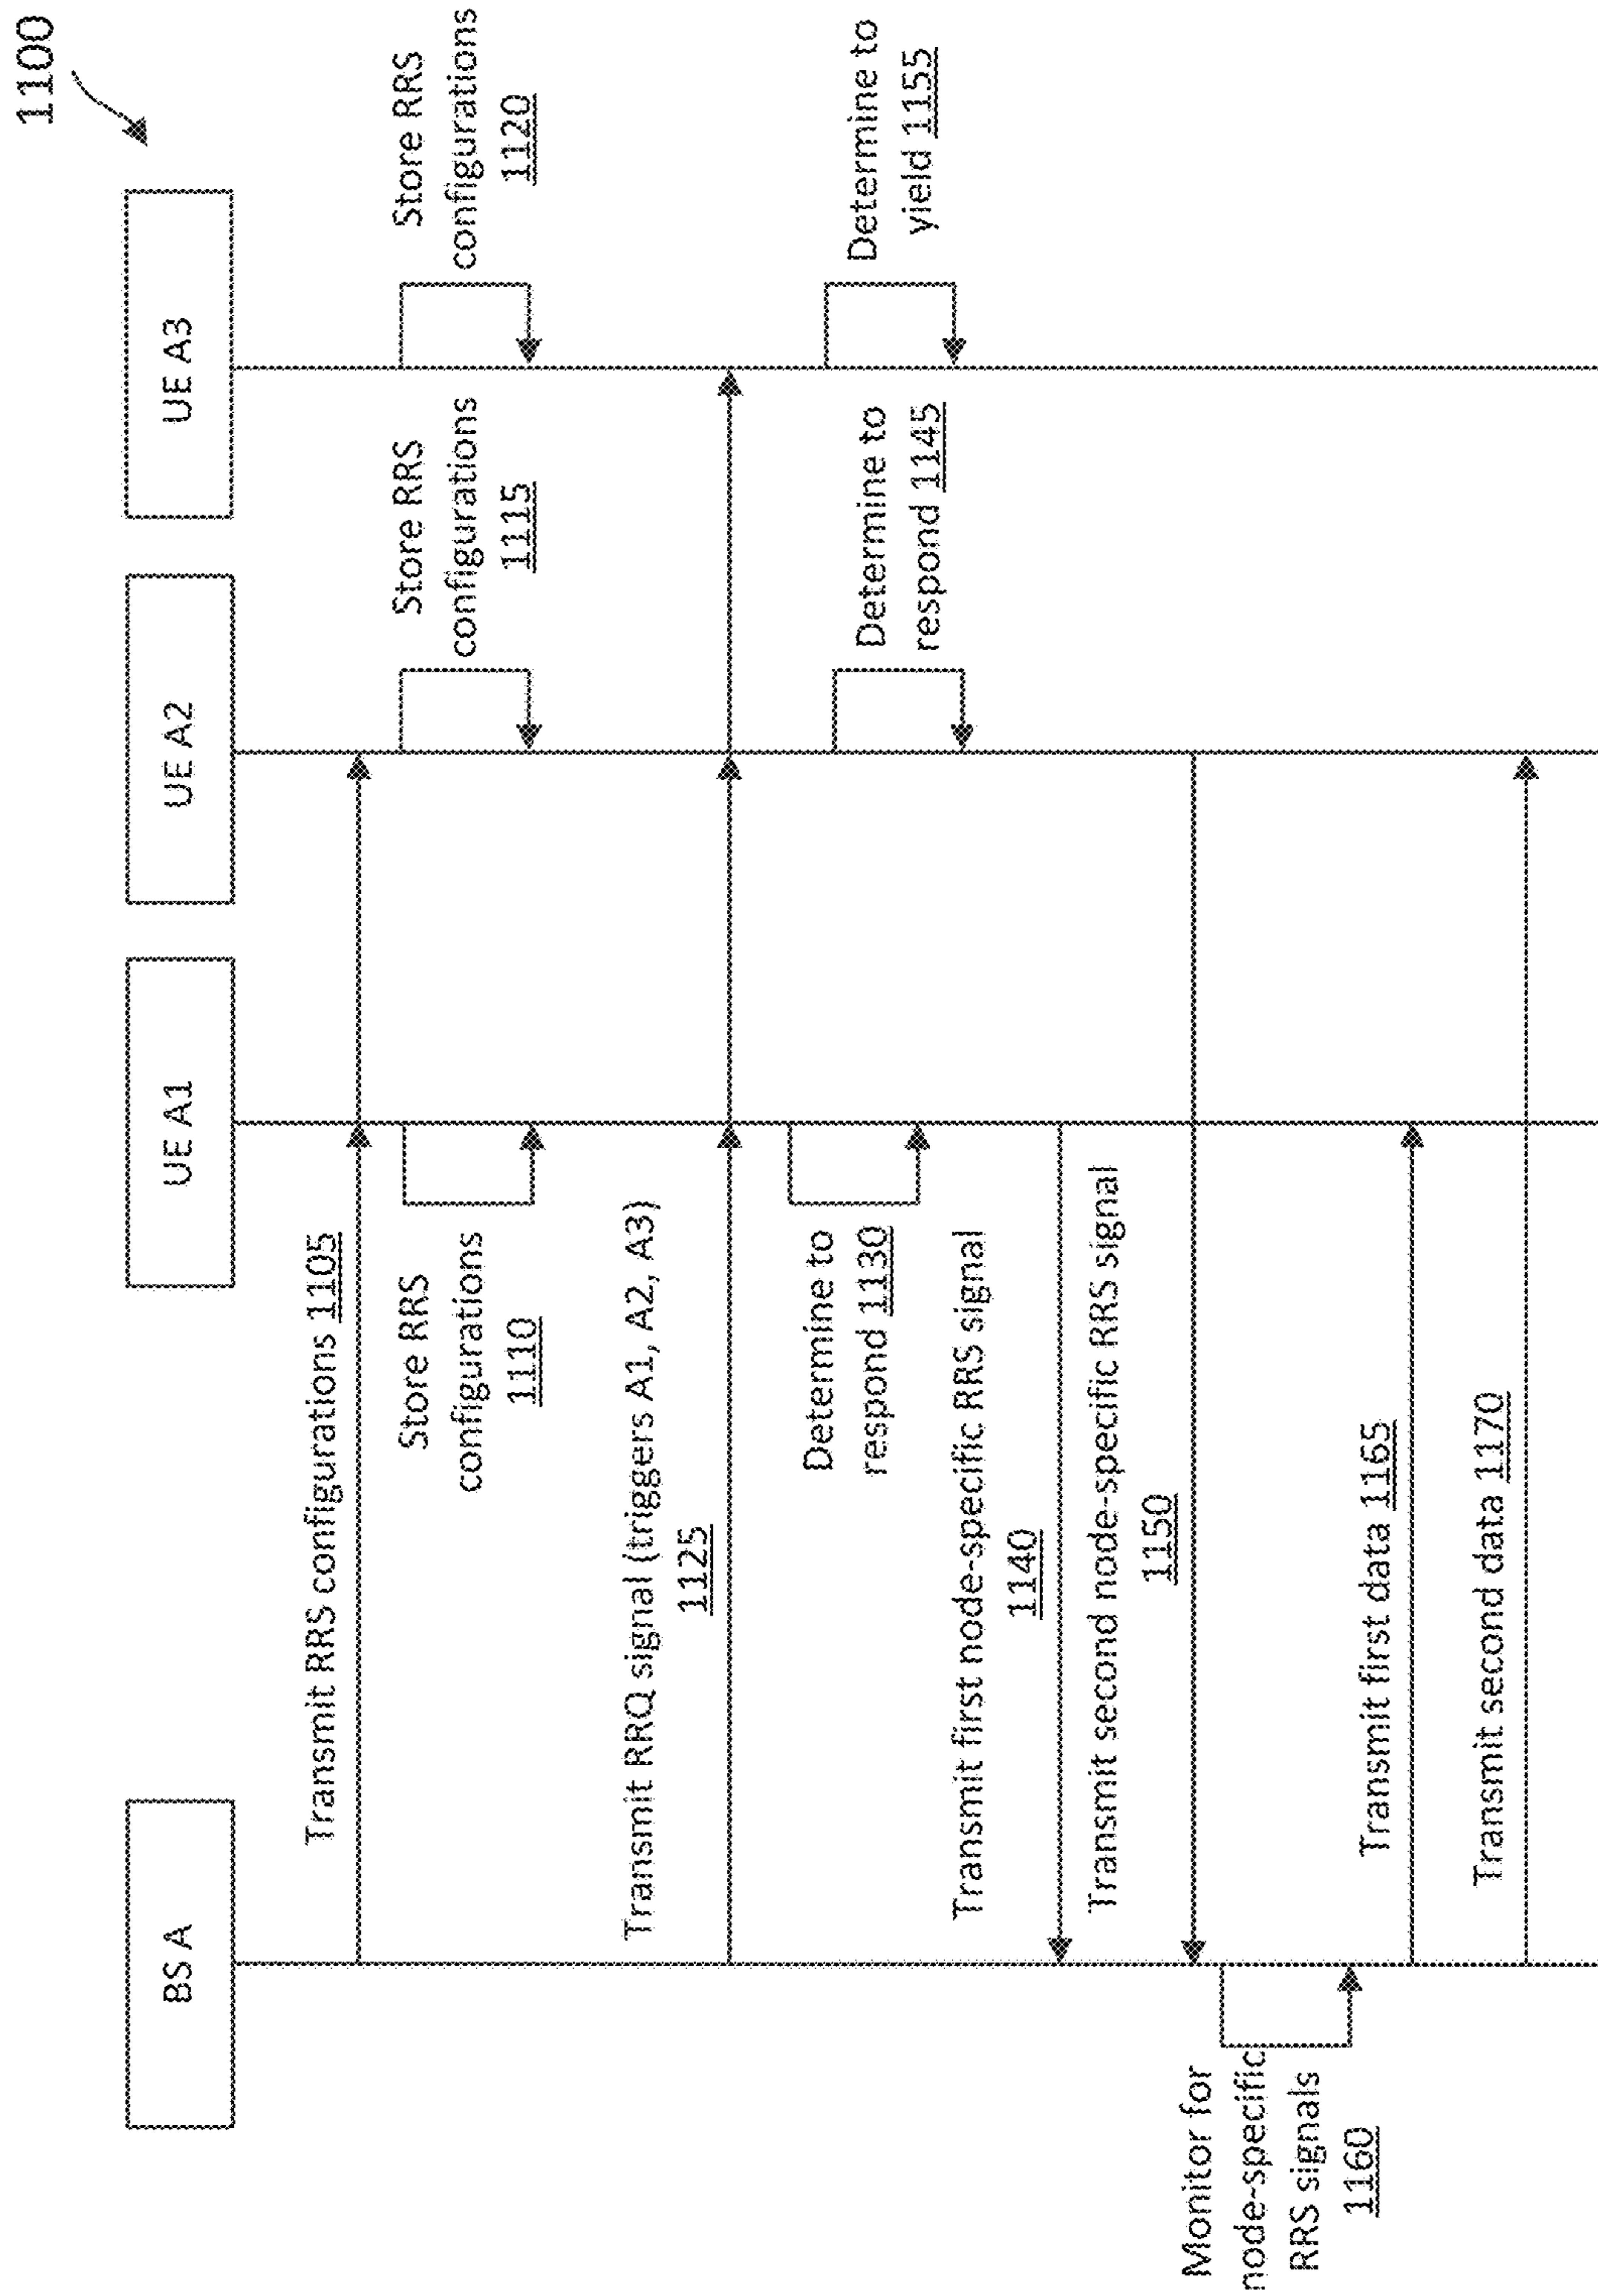 1100
BS A
UE A1
UE A2
UE A3
Transmit RRS configurations 1105
Store RRS
configurations
1110
Store RRS
configurations
1115
Store RRS
configurations
1120
Transmit RRQ signal (triggers A1, A2, A3)
1125
Determine to
respond 1130
Determine to
respond 1145
Determine to
yield 1155
Transmit first node-specific RRS signal
1140
Transmit second node-specific RRS signal
1150
Monitor for
node-specific
RRS signals
1160
Transmit first data 1165
Transmit second data 1170